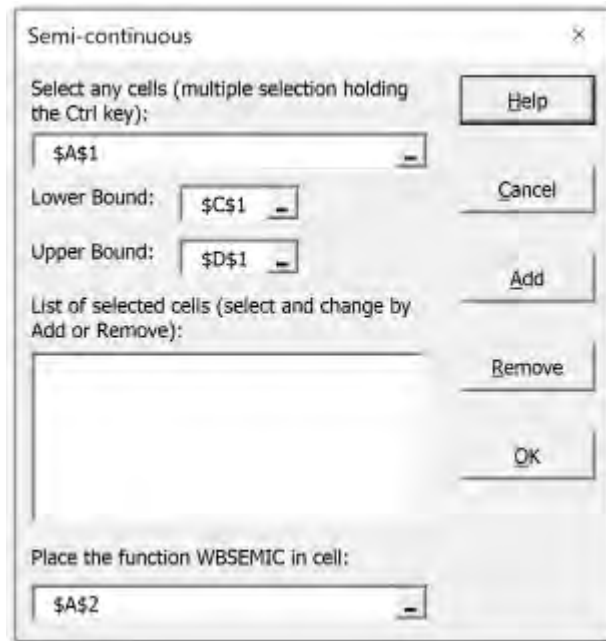 Semi-continuous ×
Select any cells (multiple selection holding
the Ctrl key):
Help
$A$1
Lower Bound: $C$1
Cancel
Upper Bound: $D$1
Add
List of selected cells (select and change by
Add or Remove):
Remove
OK
Place the function WBSEMIC in cell:
$A$2